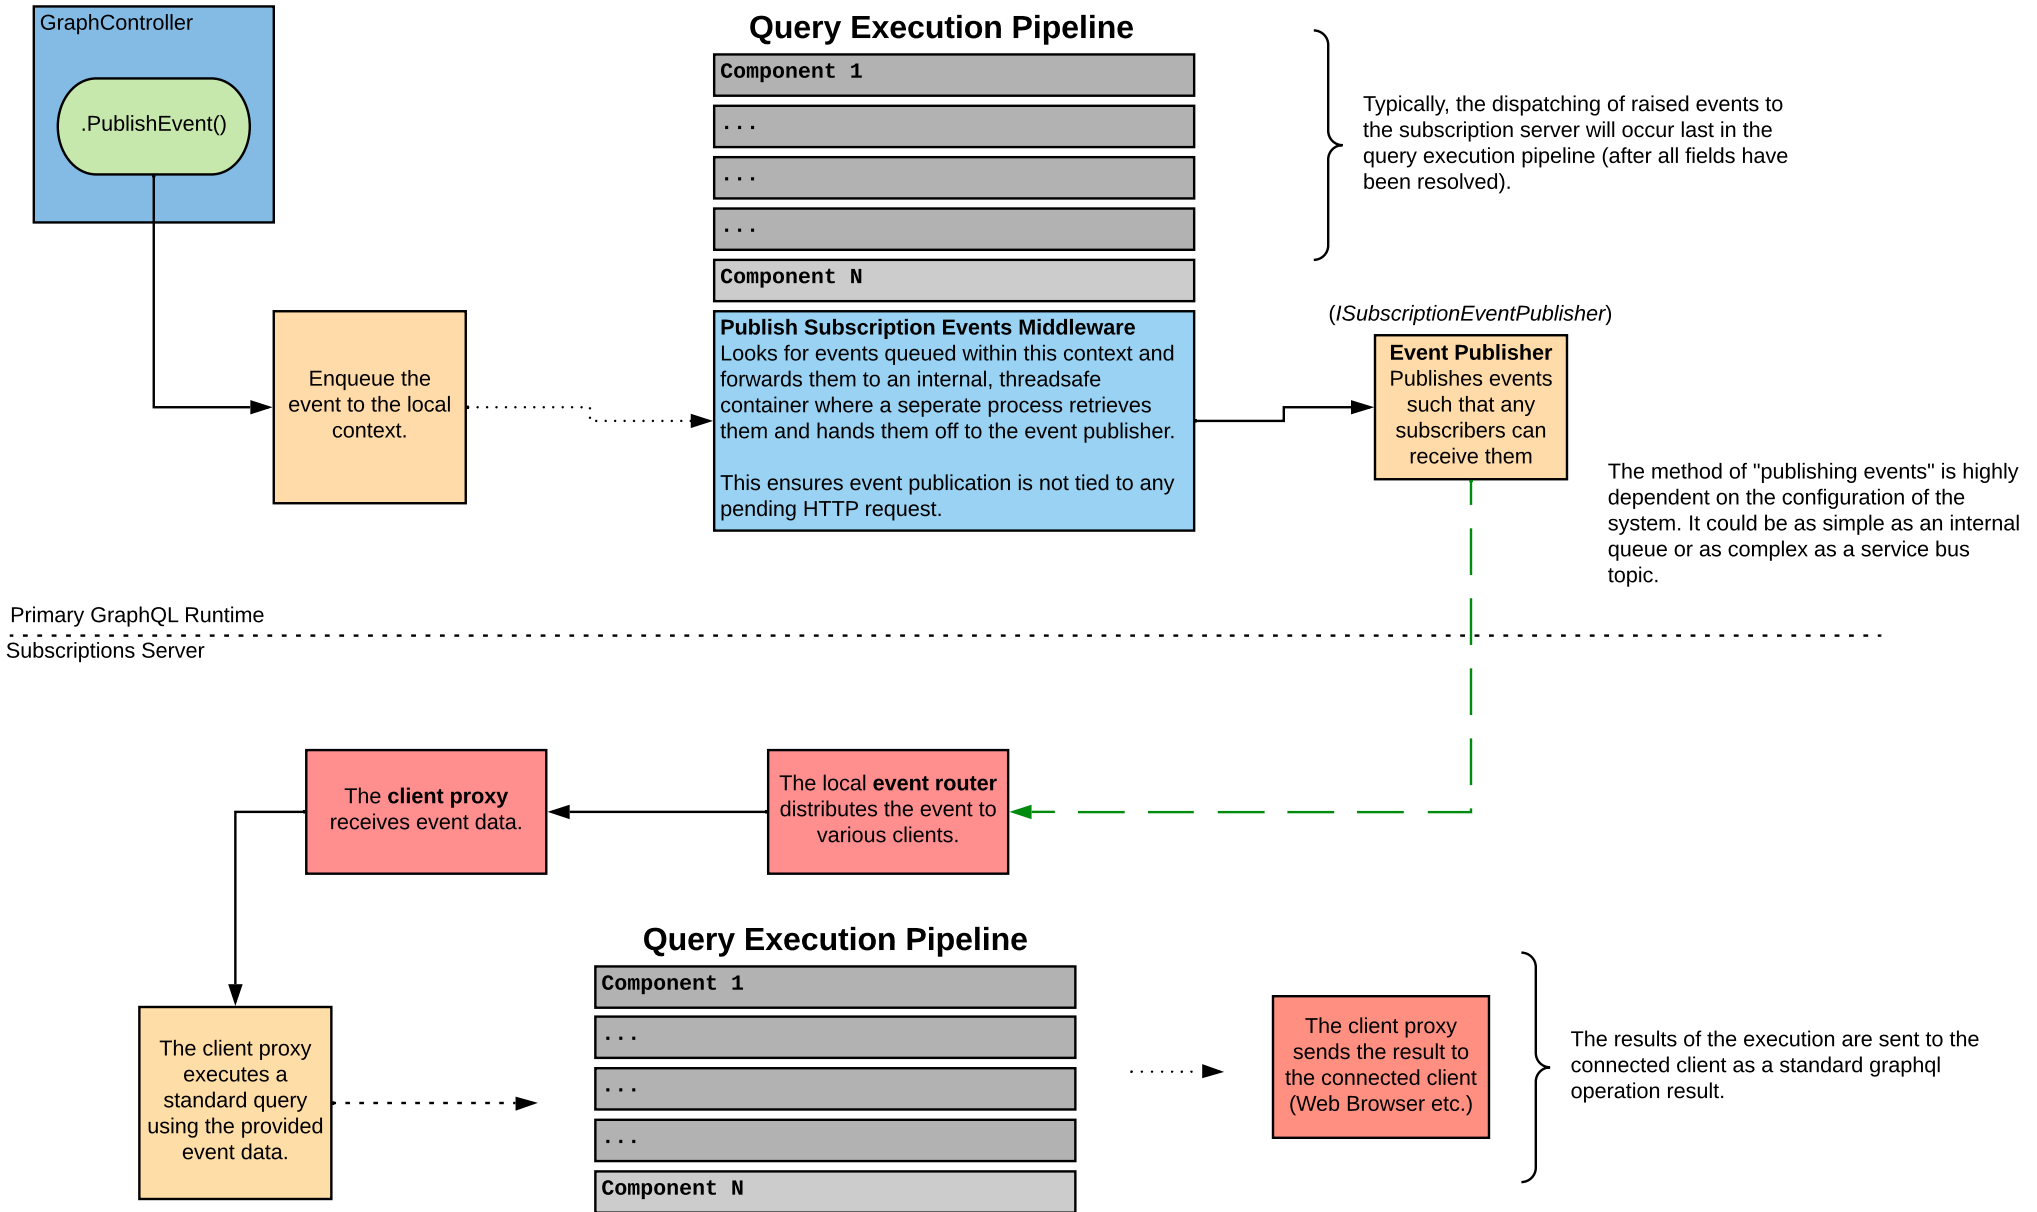 GraphController
.PublishEvent()
Query Execution Pipeline
Component 1
...
...
...
Component N
Typically, the dispatching of raised events to
the subscription server will occur last in the
query execution pipeline (after all fields have
been resolved).
Enqueue the
event to the local
context.
Publish Subscription Events Middleware
Looks for events queued within this context and
forwards them to an internal, threadsafe
container where a seperate process retrieves
them and hands them off to the event publisher.
This ensures event publication is not tied to any
pending HTTP request.
(ISubscriptionEventPublisher)
Event Publisher
Publishes events
such that any
subscribers can
receive them
The method of "publishing events" is highly
dependent on the configuration of the
system. It could be as simple as an internal
queue or as complex as a service bus
topic.
Primary GraphQL Runtime
Subscriptions Server
The client proxy
receives event data.
The local event router
distributes the event to
various clients.
The client proxy
executes a
standard query
using the provided
event data.
Query Execution Pipeline
Component 1
...
...
...
Component N
The client proxy
sends the result to
the connected client
(Web Browser etc.)
The results of the execution are sent to the
connected client as a standard graphql
operation result.